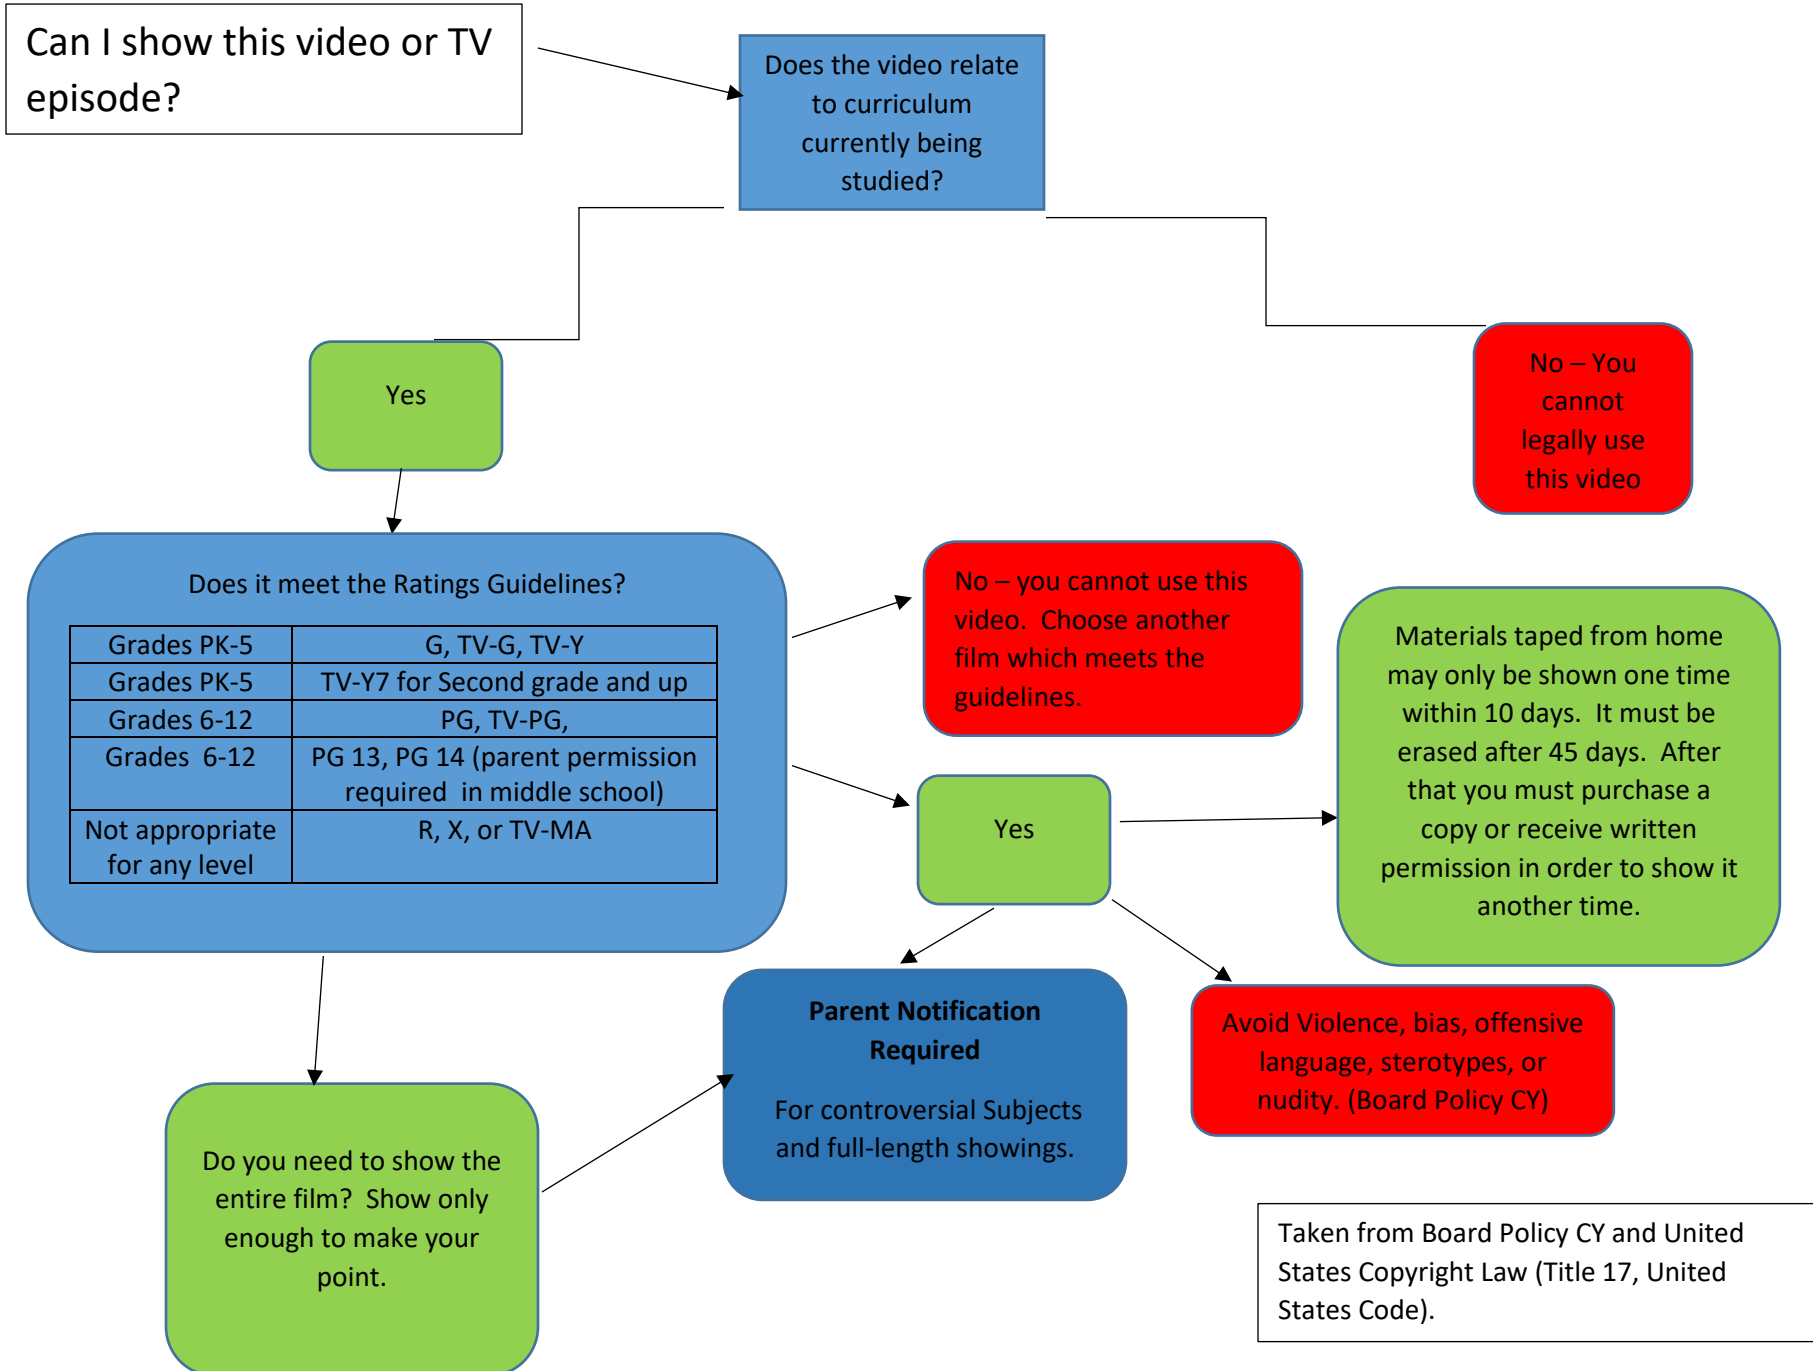 Can I show this video or TV
episode?
Does the video relate
to curriculum
currently being
studied?
Yes
No – You
cannot
legally use
this video
Does it meet the Ratings Guidelines?
Grades PK-5 G, TV-G, TV-Y
Grades PK-5 TV-Y7 for Second grade and up
Grades 6-12 PG, TV-PG,
Grades 6-12 PG 13, PG 14 (parent permission
required in middle school)
Not appropriate R, X, or TV-MA
for any level
No – you cannot use this
video. Choose another
film which meets the
guidelines.
Yes
Materials taped from home
may only be shown one time
within 10 days. It must be
erased after 45 days. After
that you must purchase a
copy or receive written
permission in order to show it
another time.
Parent Notification
Required
For controversial Subjects
and full-length showings.
Avoid Violence, bias, offensive
language, sterotypes, or
nudity. (Board Policy CY)
Do you need to show the
entire film? Show only
enough to make your
point.
Taken from Board Policy CY and United
States Copyright Law (Title 17, United
States Code).